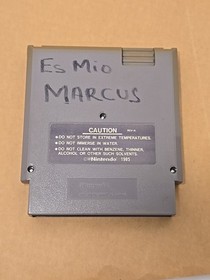 Es Mio
MARCUS
CAUTION
•DO NOT STORE IN EXTREME TEMPERATURES.
•DO NOT IMMERSE IN WATER.
•DO NOT CLEAN WITH BENZENE, THINNER,
ALCOHOL OR OTHER SUCH SOLVENTS.
©Nintendo 1985